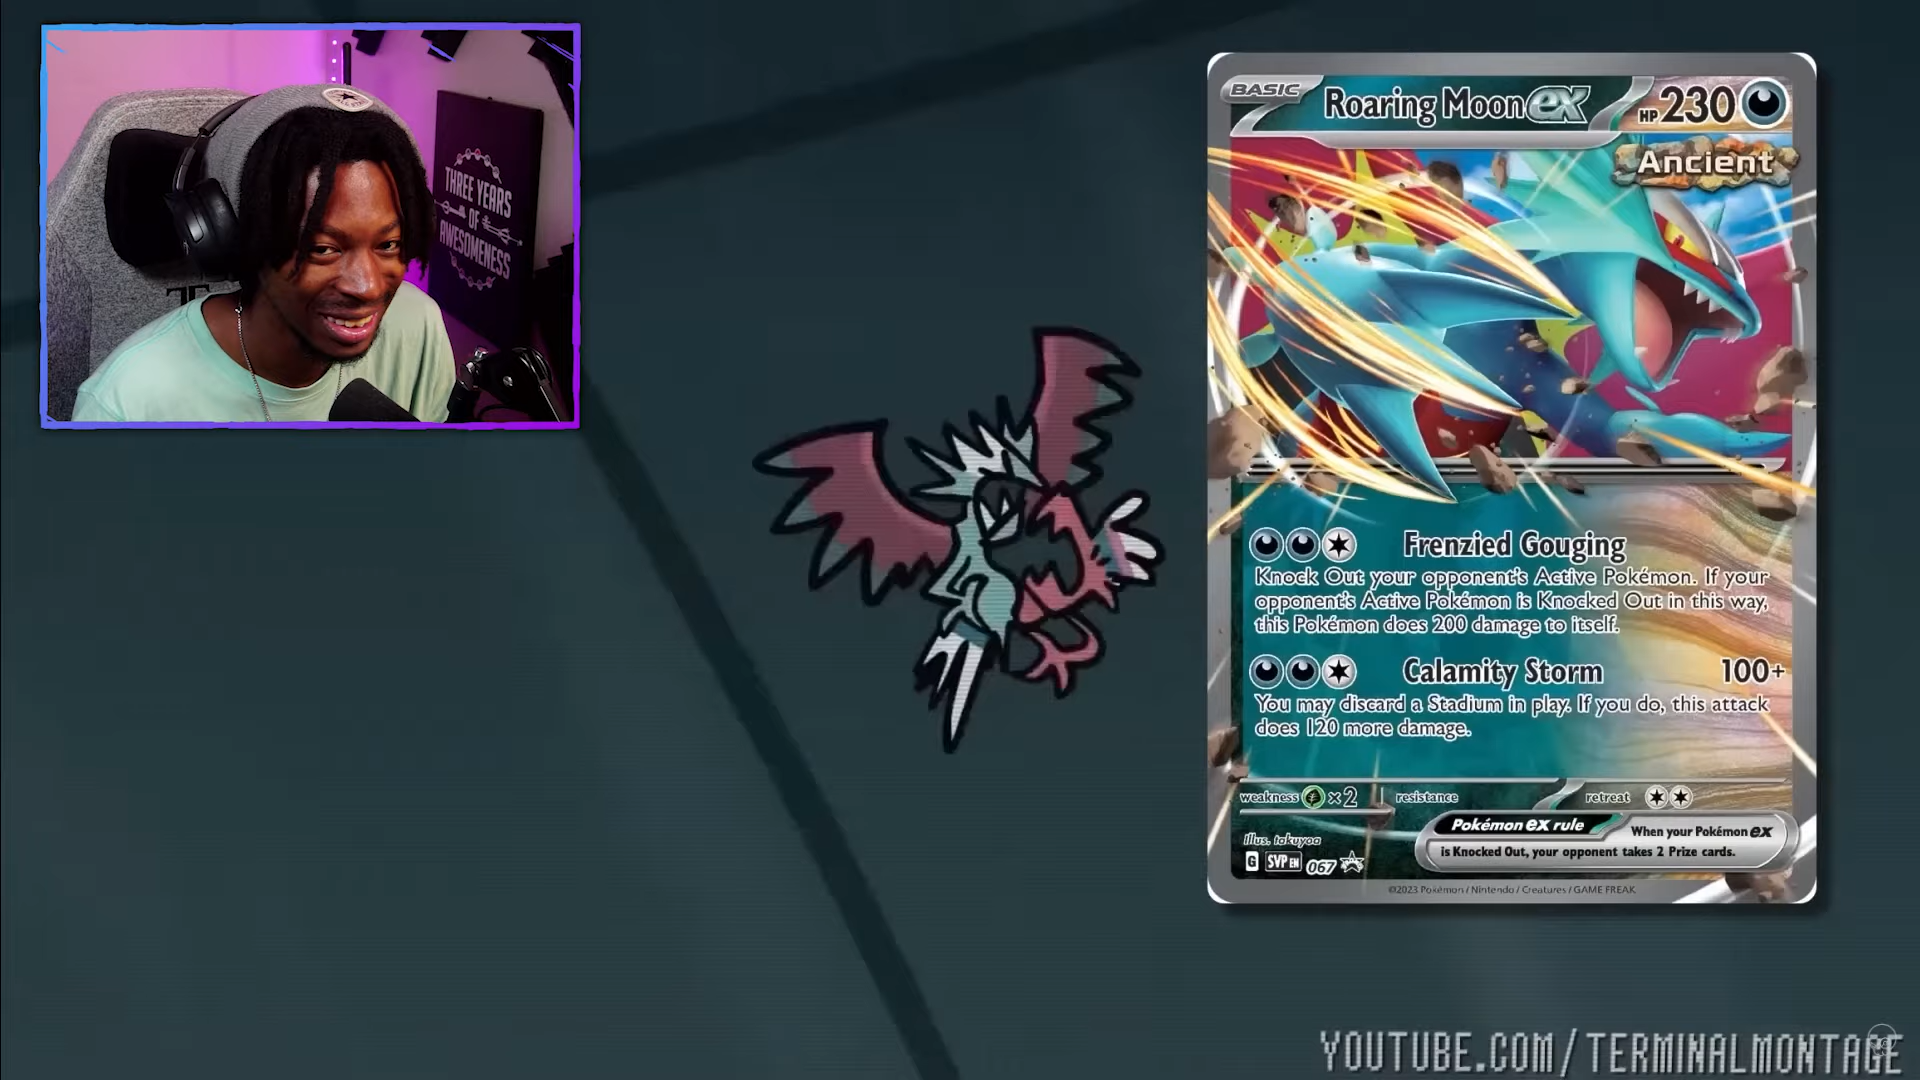 THREE YEARS
OF
AWESOMENESS
BASIC
Roaring Moon ex
HP 230
Ancient
Frenzied Gouging
Knock Out your opponent's Active Pokémon. If your
opponent's Active Pokémon is Knocked Out in this way,
this Pokémon does 200 damage to itself.
Calamity Storm 100+
You may discard a Stadium in play. If you do, this attack
does 120 more damage.
weakness ×2 resistance retreat
Pokémon ex rule When your Pokémon ex
is Knocked Out, your opponent takes 2 Prize cards.
Illus. takuyoa
G SVP EN 067
©2023 Pokémon / Nintendo / Creatures / GAME FREAK
YOUTUBE.COM/TERMINALMONTAGE